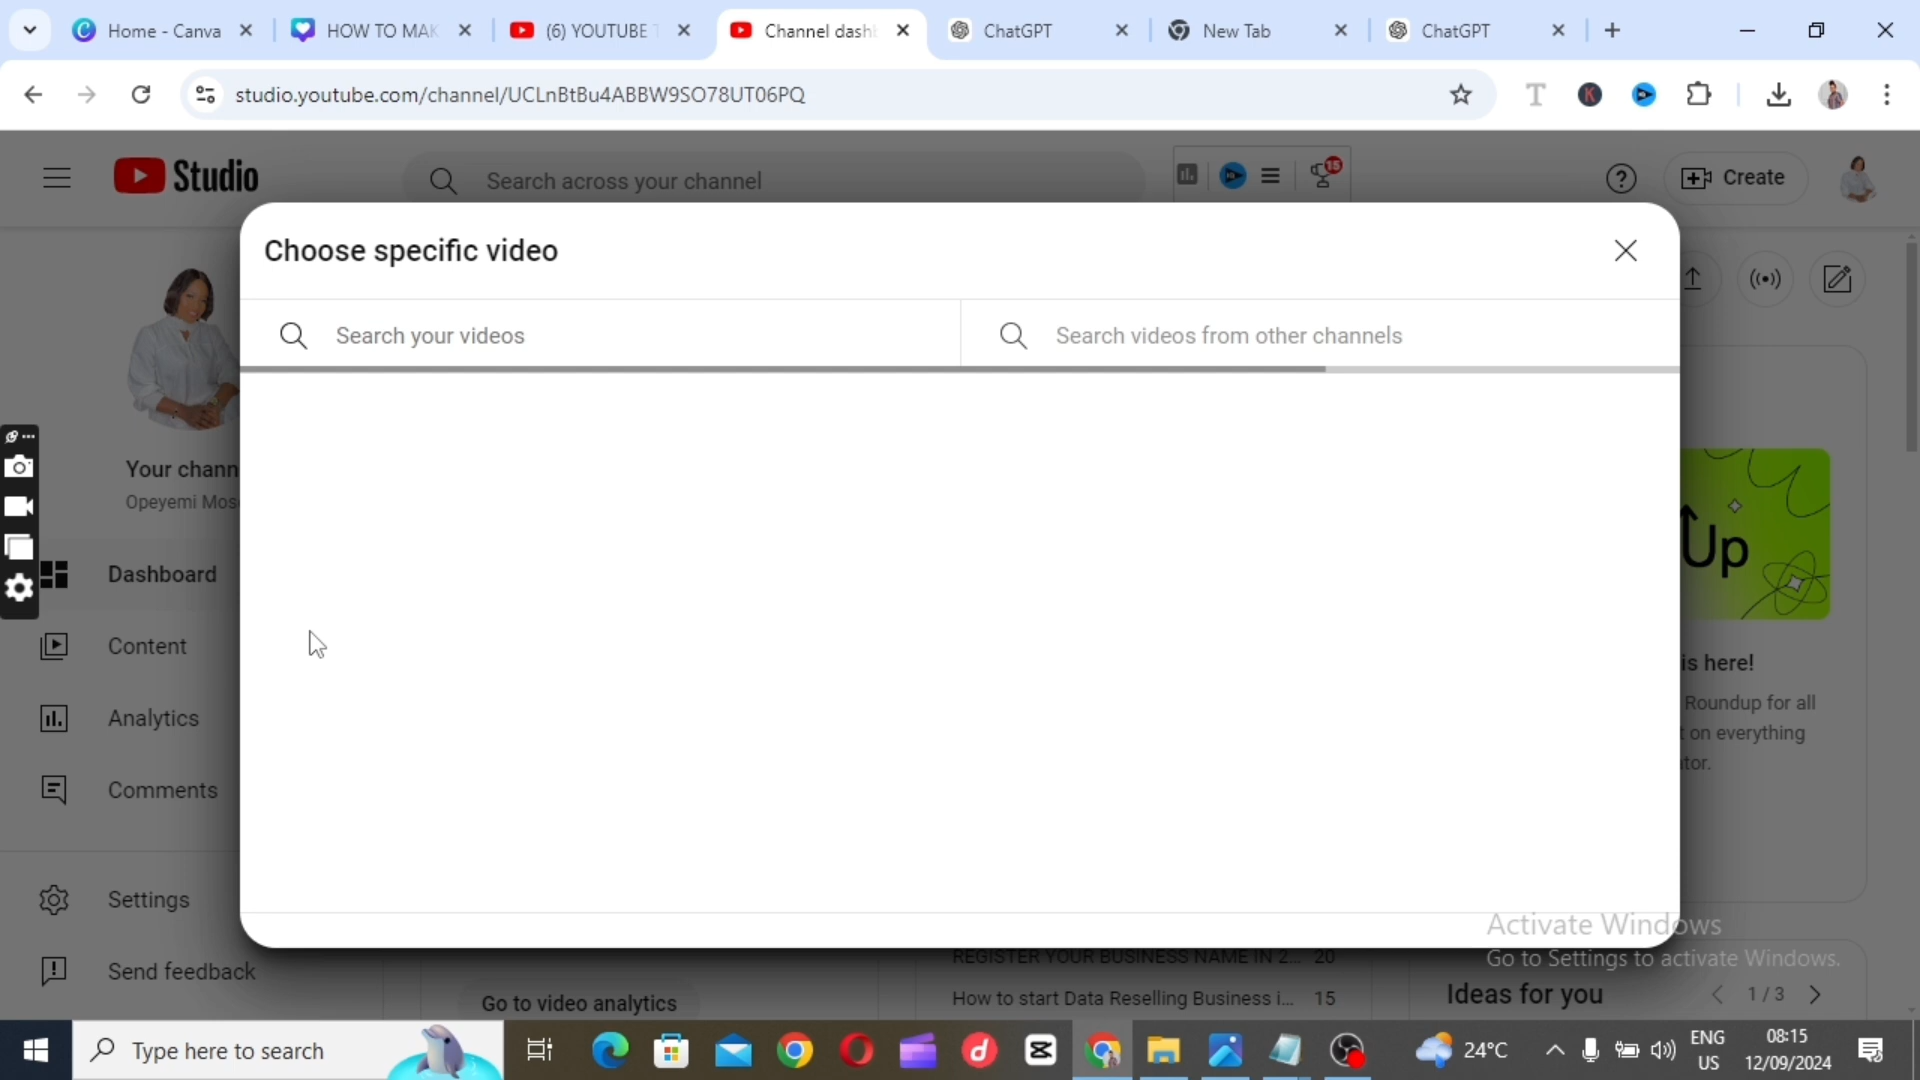 Home - Canva
HOW TO MAK
(6) YOUTUBE T
Channel dashb
ChatGPT
New Tab
ChatGPT
studio.youtube.com/channel/UCLnBtBu4ABBW9SO78UT06PQ
T
K
Studio
Search across your channel
15
?
Create
Choose specific video
Search your videos
Search videos from other channels
Your chann
Opeyemi Mos
Dashboard
Content
Analytics
Comments
Settings
Send feedback
Up
is here!
Roundup for all
t on everything
tor.
REGISTER YOUR BUSINESS NAME IN 2... 20
How to start Data Reselling Business i... 15
Go to video analytics
Ideas for you
1 / 3
Activate Windows
Go to Settings to activate Windows.
Type here to search
24°C
ENG
US
08:15
12/09/2024